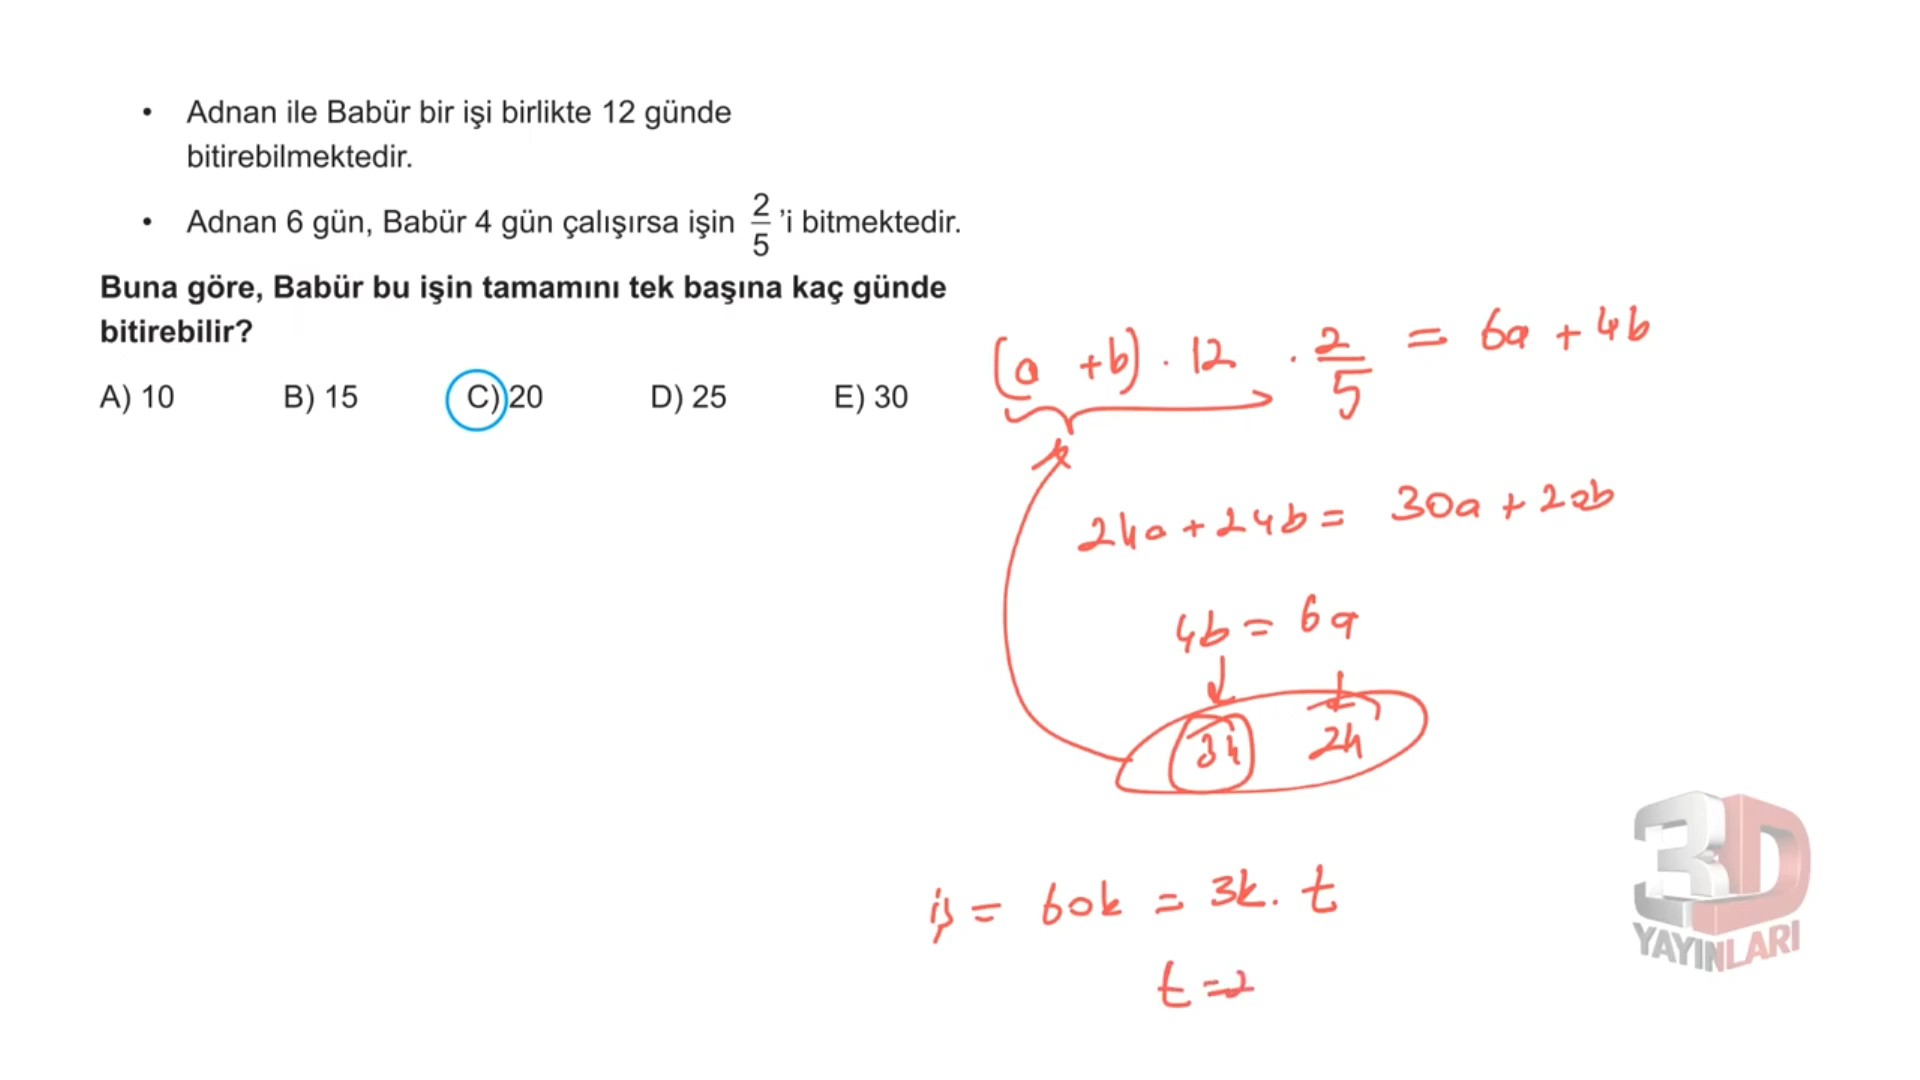 • Adnan ile Babür bir işi birlikte 12 günde
bitirebilmektedir.
• Adnan 6 gün, Babür 4 gün çalışırsa işin 2/5 'i bitmektedir.
Buna göre, Babür bu işin tamamını tek başına kaç günde
bitirebilir?
A) 10 B) 15 C) 20 D) 25 E) 30
(a + b) . 12 . 2/5 = 6a + 4b
24a + 24b = 30a + 20b
4b = 6a
3k 2k
iş = 60k = 3k . t
t = 2
3D
YAYINLARI